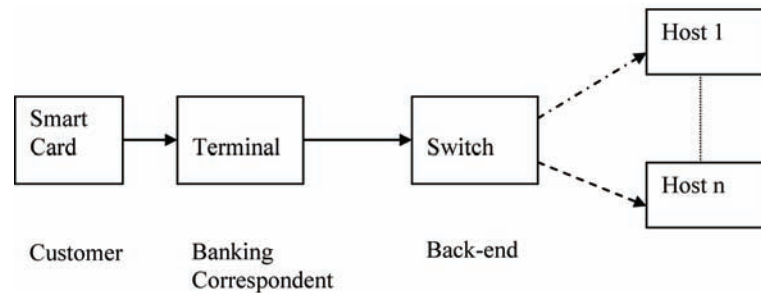 Host 1
Smart
Card
Terminal
Switch
Host n
Customer
Banking
Correspondent
Back-end